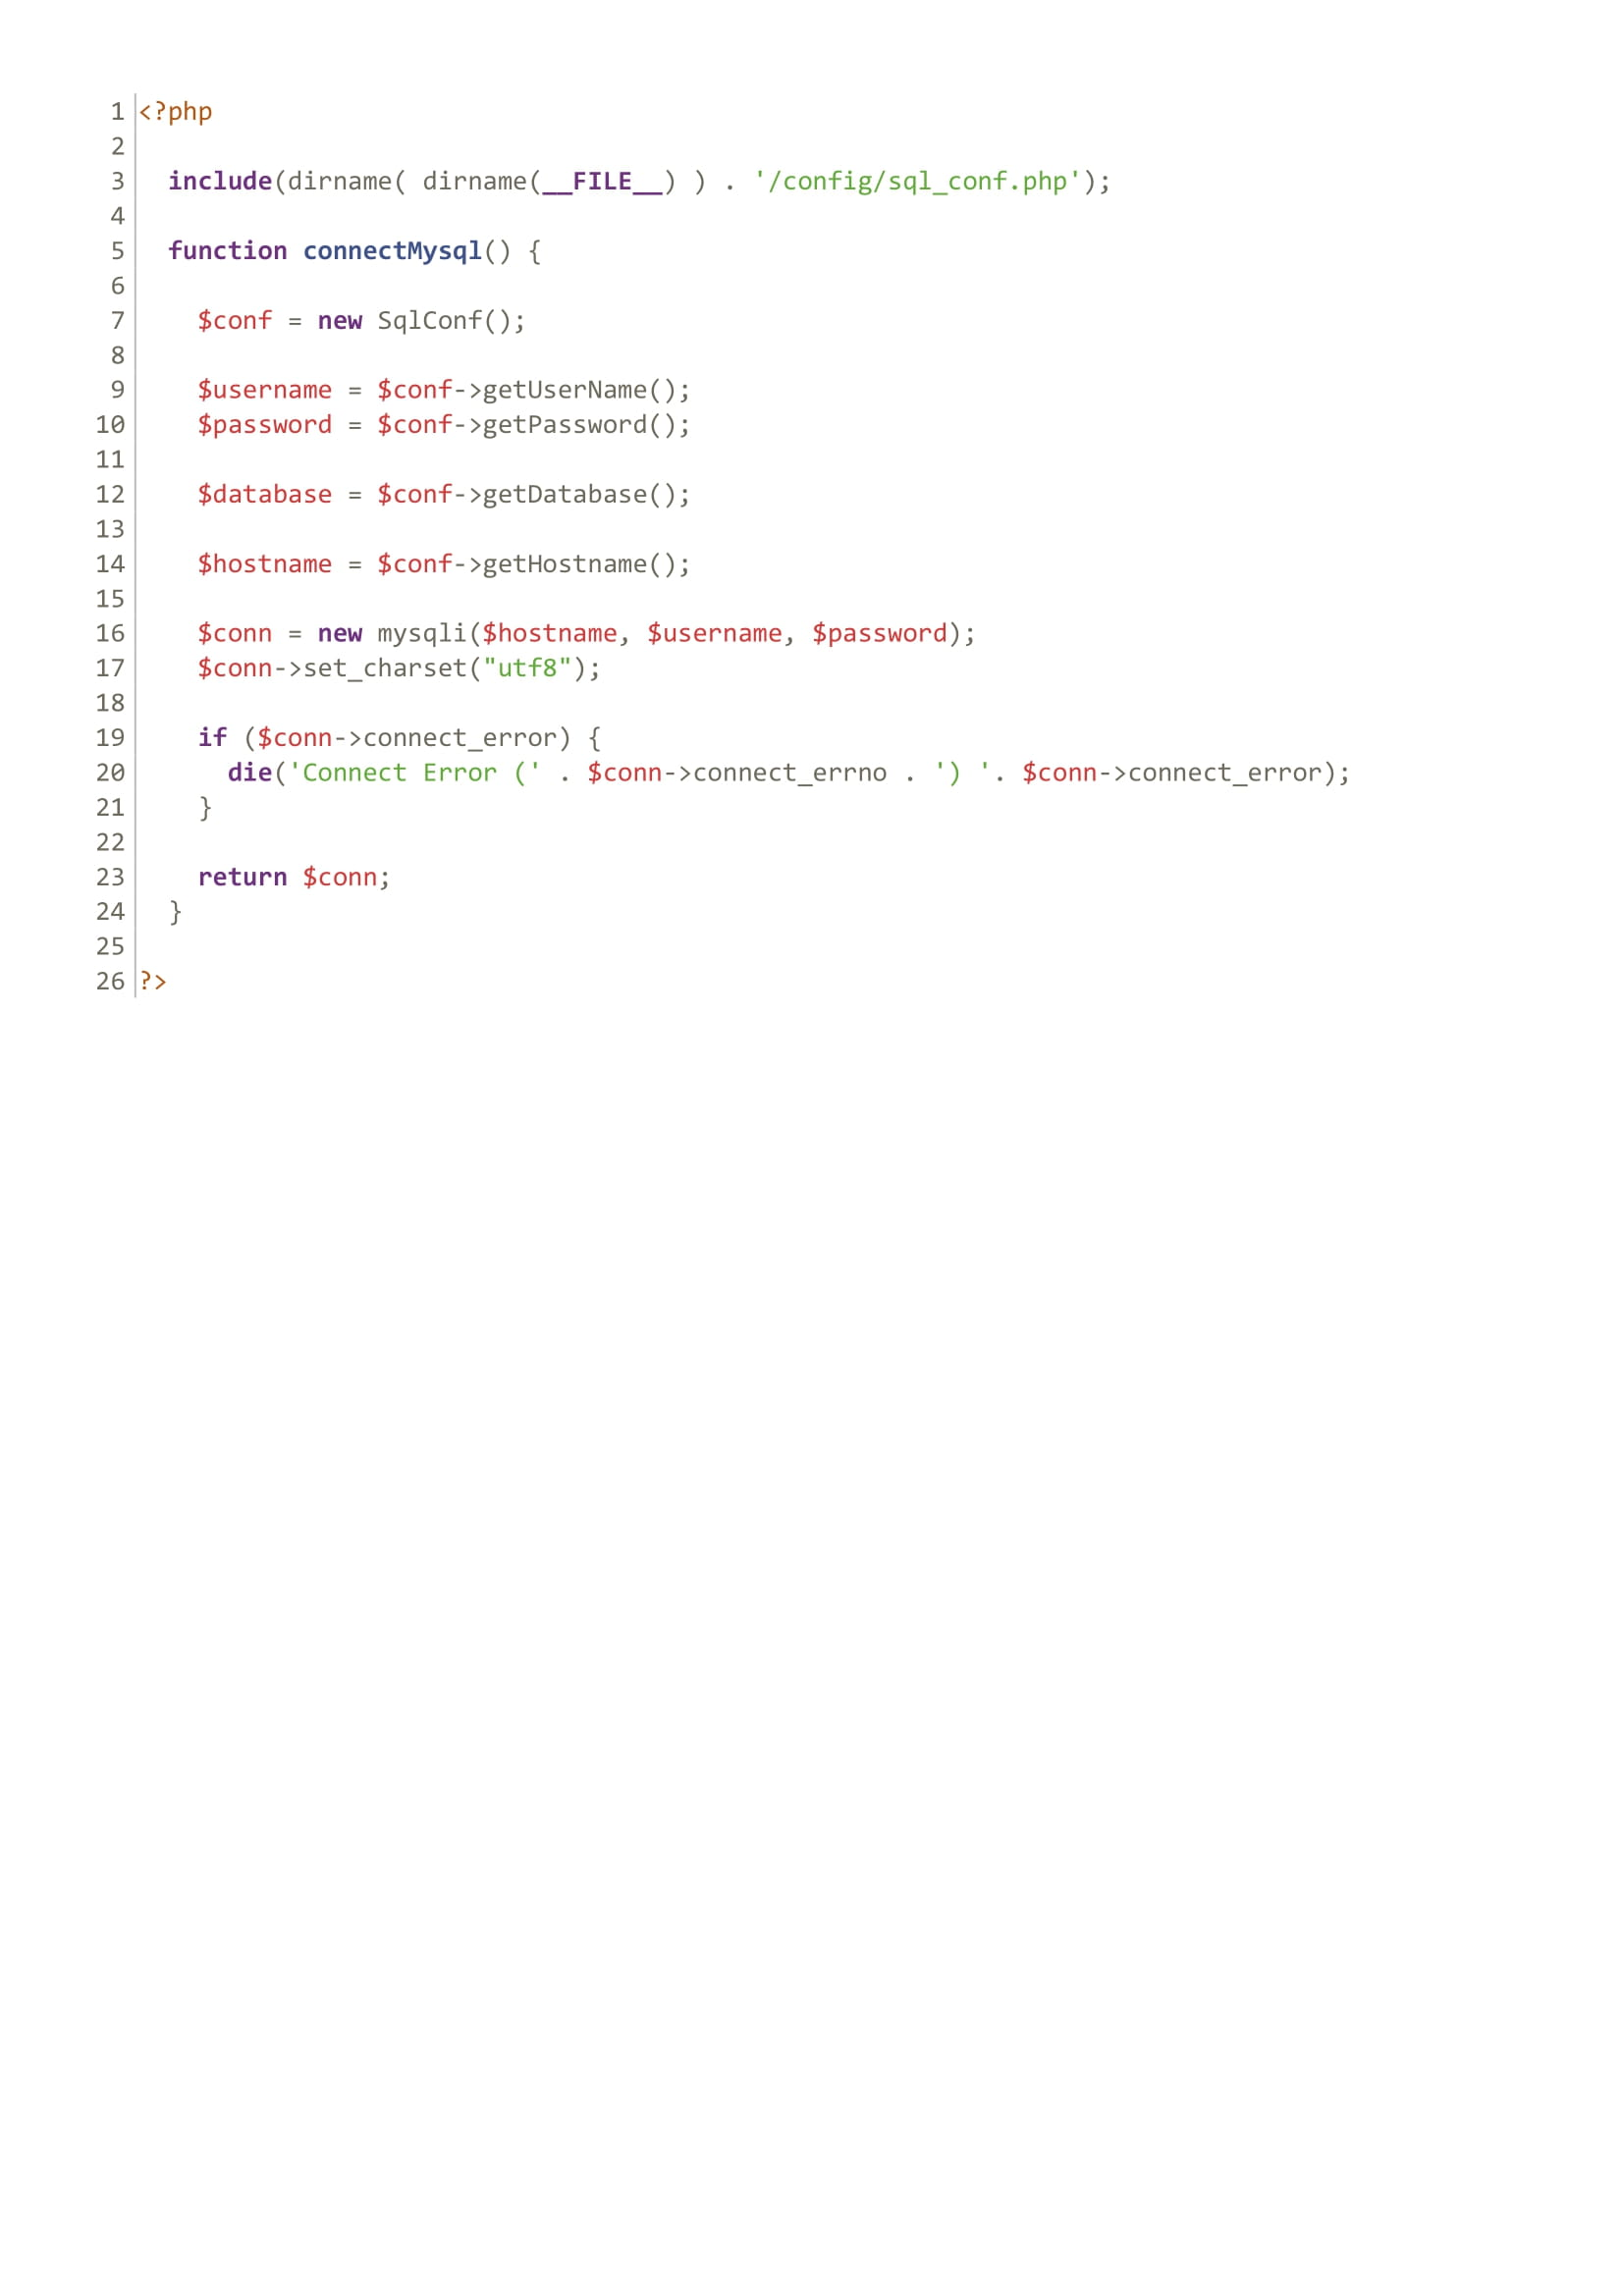 1 <?php
2
3   include(dirname( dirname(__FILE__) ) . '/config/sql_conf.php');
4
5   function connectMysql() {
6
7     $conf = new SqlConf();
8
9     $username = $conf->getUserName();
10     $password = $conf->getPassword();
11
12     $database = $conf->getDatabase();
13
14     $hostname = $conf->getHostname();
15
16     $conn = new mysqli($hostname, $username, $password);
17     $conn->set_charset("utf8");
18
19     if ($conn->connect_error) {
20       die('Connect Error (' . $conn->connect_errno . ') '. $conn->connect_error);
21     }
22
23     return $conn;
24   }
25
26 ?>